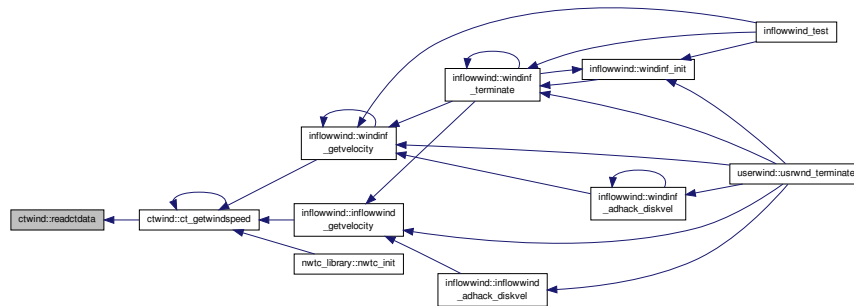 inflowwind_test
inflowwind::windinf
_terminate
inflowwind::windinf_init
inflowwind::windinf
_getvelocity
userwind::usrwnd_terminate
inflowwind::windinf
_adhack_diskvel
ctwind::readctdata
ctwind::ct_getwindspeed
inflowwind::inflowwind
_getvelocity
nwtc_library::nwtc_init
inflowwind::inflowwind
_adhack_diskvel